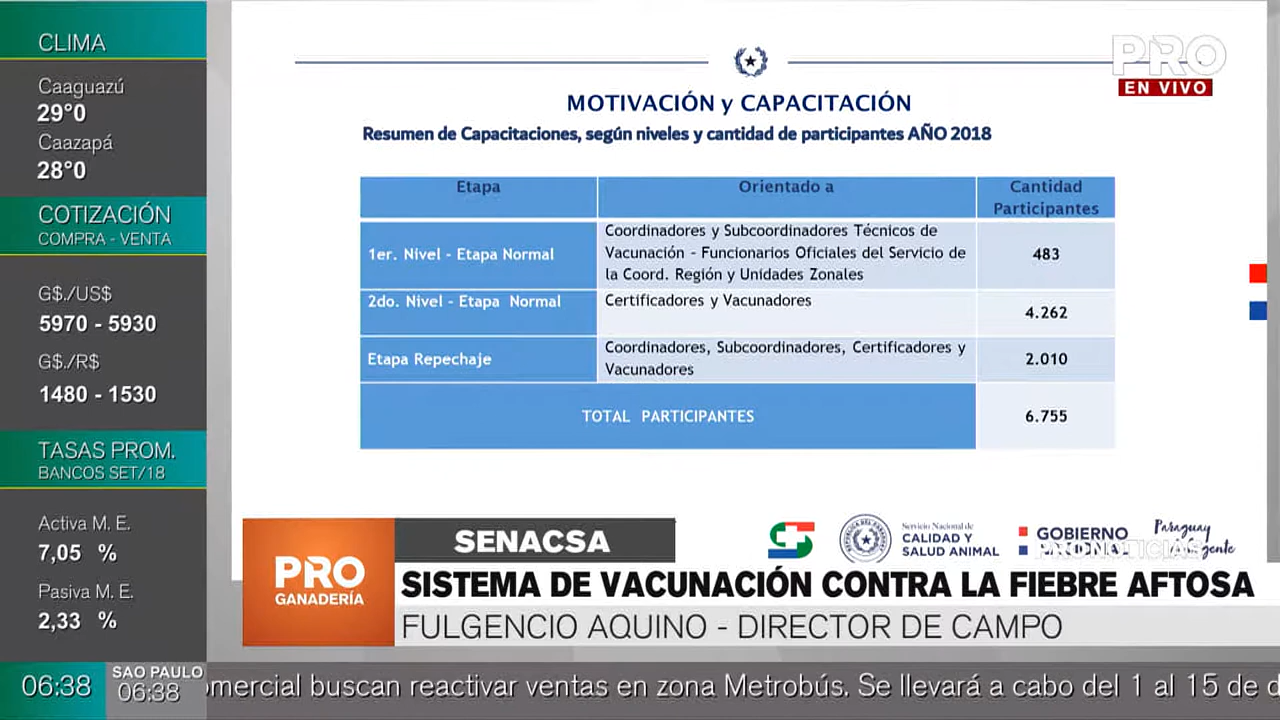 CLIMA
Caaguazú
29°0
Caazapá
28°0
COTIZACIÓN
COMPRA - VENTA
G$./US$
5970 - 5930
G$./R$
1480 - 1530
TASAS PROM.
BANCOS SET/18
Activa M. E.
7,05 %
Pasiva M. E.
2,33 %
PRO
EN VIVO
MOTIVACIÓN y CAPACITACIÓN
Resumen de Capacitaciones, según niveles y cantidad de participantes AÑO 2018
Etapa
Orientado a
Cantidad
Participantes
1er. Nivel - Etapa Normal
Coordinadores y Subcoordinadores Técnicos de
Vacunación - Funcionarios Oficiales del Servicio de
la Coord. Región y Unidades Zonales
483
2do. Nivel - Etapa Normal
Certificadores y Vacunadores
4.262
Etapa Repechaje
Coordinadores, Subcoordinadores, Certificadores y
Vacunadores
2.010
TOTAL PARTICIPANTES
6.755
Servicio Nacional de
CALIDAD Y
SALUD ANIMAL
GOBIERNO
Paraguay
PRONOTICIAS
PRO
GANADERÍA
SENACSA
SISTEMA DE VACUNACIÓN CONTRA LA FIEBRE AFTOSA
FULGENCIO AQUINO - DIRECTOR DE CAMPO
06:38
SAO PAULO
06:38
omercial buscan reactivar ventas en zona Metrobús. Se llevará a cabo del 1 al 15 de d